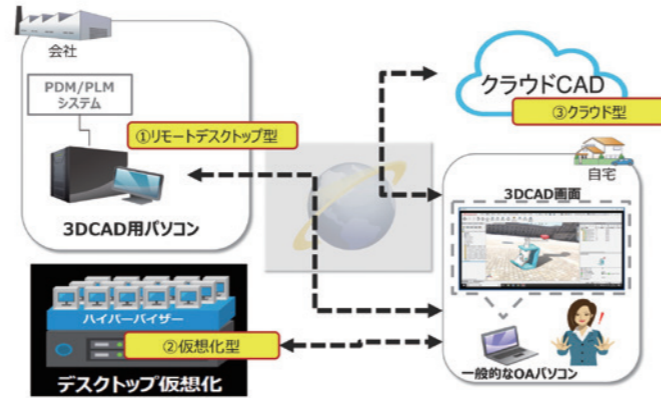 会社
PDM/PLM
システム
①リモートデスクトップ型
3DCAD用パソコン
クラウドCAD
③クラウド型
自宅
3DCAD画面
ハイパーバイザー
②仮想化型
デスクトップ仮想化
一般的なOAパソコン